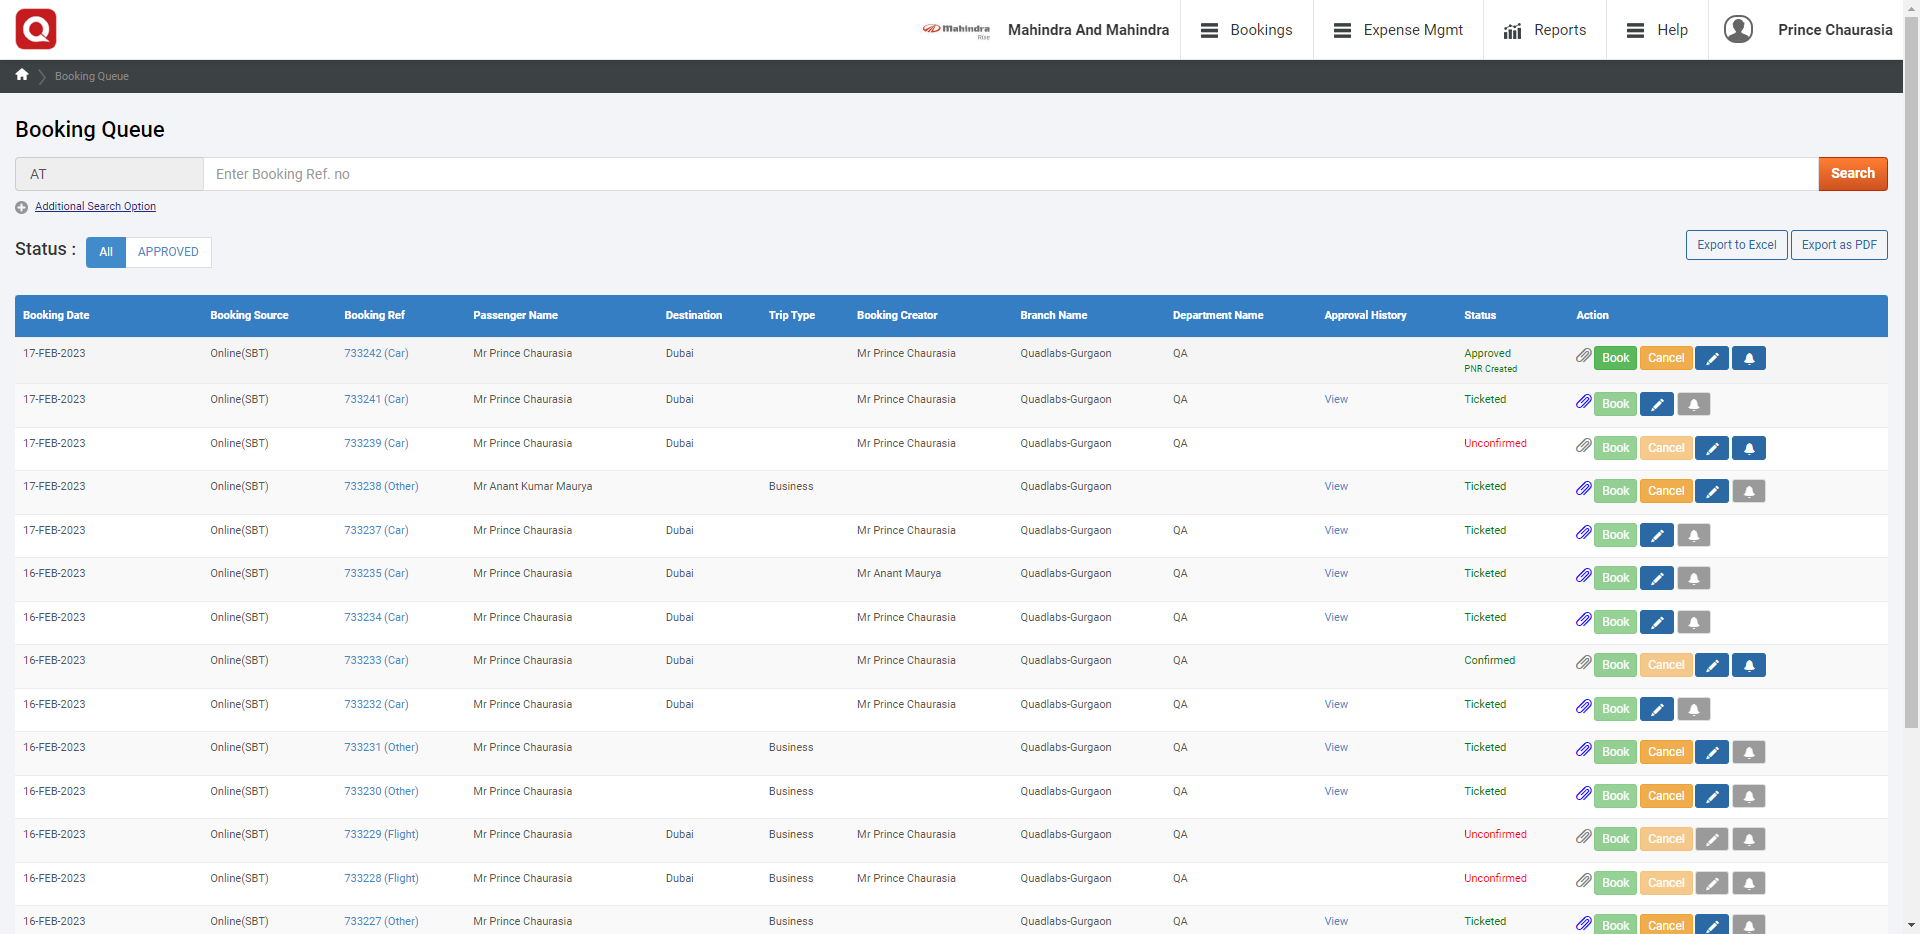 Mahindra
Rise
Mahindra And Mahindra
Bookings
Expense Mgmt
Reports
Help
Prince Chaurasia
Booking Queue
Booking Queue
AT Enter Booking Ref. no Search
Additional Search Option
Status : All APPROVED Export to Excel Export as PDF
Booking Date Booking Source Booking Ref Passenger Name Destination Trip Type Booking Creator Branch Name Department Name Approval History Status Action
17-FEB-2023 Online(SBT) 733242 (Car) Mr Prince Chaurasia Dubai Mr Prince Chaurasia Quadlabs-Gurgaon QA Approved Book Cancel
PNR Created
17-FEB-2023 Online(SBT) 733241 (Car) Mr Prince Chaurasia Dubai Mr Prince Chaurasia Quadlabs-Gurgaon QA View Ticketed Book
17-FEB-2023 Online(SBT) 733239 (Car) Mr Prince Chaurasia Dubai Mr Prince Chaurasia Quadlabs-Gurgaon QA Unconfirmed Book Cancel
17-FEB-2023 Online(SBT) 733238 (Other) Mr Anant Kumar Maurya Business Quadlabs-Gurgaon View Ticketed Book Cancel
17-FEB-2023 Online(SBT) 733237 (Car) Mr Prince Chaurasia Dubai Mr Prince Chaurasia Quadlabs-Gurgaon QA View Ticketed Book
16-FEB-2023 Online(SBT) 733235 (Car) Mr Prince Chaurasia Dubai Mr Anant Maurya Quadlabs-Gurgaon QA View Ticketed Book
16-FEB-2023 Online(SBT) 733234 (Car) Mr Prince Chaurasia Dubai Mr Prince Chaurasia Quadlabs-Gurgaon QA View Ticketed Book
16-FEB-2023 Online(SBT) 733233 (Car) Mr Prince Chaurasia Dubai Mr Prince Chaurasia Quadlabs-Gurgaon QA Confirmed Book Cancel
16-FEB-2023 Online(SBT) 733232 (Car) Mr Prince Chaurasia Dubai Mr Prince Chaurasia Quadlabs-Gurgaon QA View Ticketed Book
16-FEB-2023 Online(SBT) 733231 (Other) Mr Prince Chaurasia Business Quadlabs-Gurgaon QA View Ticketed Book Cancel
16-FEB-2023 Online(SBT) 733230 (Other) Mr Prince Chaurasia Business Quadlabs-Gurgaon QA View Ticketed Book Cancel
16-FEB-2023 Online(SBT) 733229 (Flight) Mr Prince Chaurasia Dubai Business Mr Prince Chaurasia Quadlabs-Gurgaon QA Unconfirmed Book Cancel
16-FEB-2023 Online(SBT) 733228 (Flight) Mr Prince Chaurasia Dubai Business Mr Prince Chaurasia Quadlabs-Gurgaon QA Unconfirmed Book Cancel
16-FEB-2023 Online(SBT) 733227 (Other) Mr Prince Chaurasia Business Quadlabs-Gurgaon QA View Ticketed Book Cancel